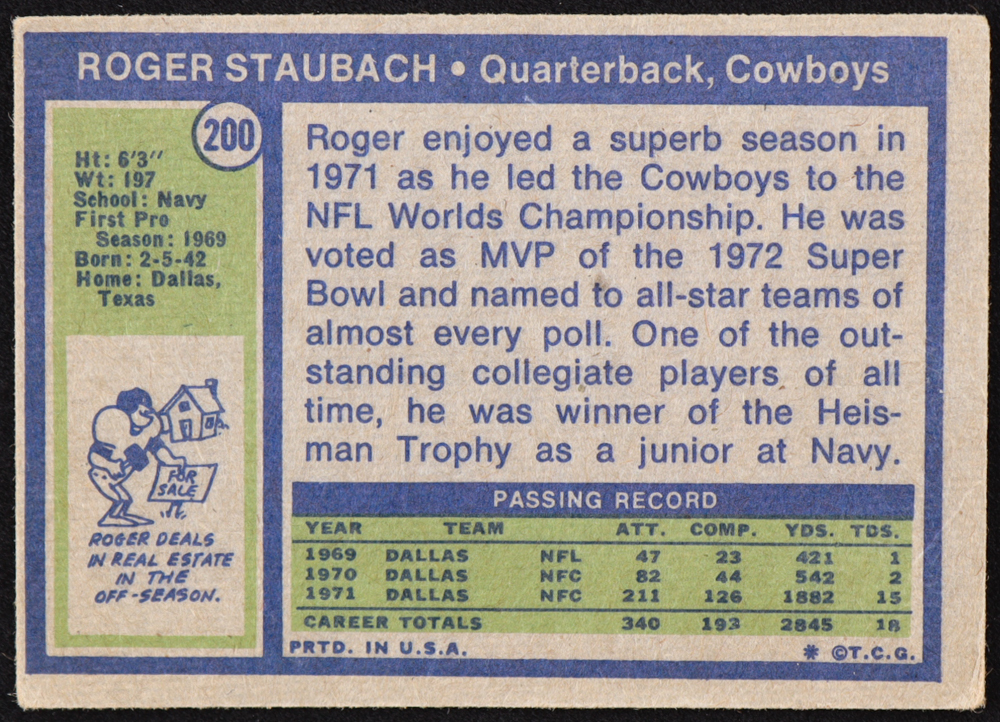 ROGER STAUBACH • Quarterback, Cowboys
200
Ht: 6'3"
Wt: 197
School: Navy
First Pro
Season: 1969
Born: 2-5-42
Home: Dallas,
Texas
FOR
SALE
ROGER DEALS
IN REAL ESTATE
IN THE
OFF-SEASON.
Roger enjoyed a superb season in
1971 as he led the Cowboys to the
NFL Worlds Championship. He was
voted as MVP of the 1972 Super
Bowl and named to all-star teams of
almost every poll. One of the out-
standing collegiate players of all
time, he was winner of the Heis-
man Trophy as a junior at Navy.
PASSING RECORD
YEAR TEAM ATT. COMP. YDS. TDS.
1969 DALLAS NFL 47 23 421 1
1970 DALLAS NFC 82 44 542 2
1971 DALLAS NFC 211 126 1882 15
CAREER TOTALS 340 193 2845 18
PRTD. IN U.S.A. * ©T.C.G.